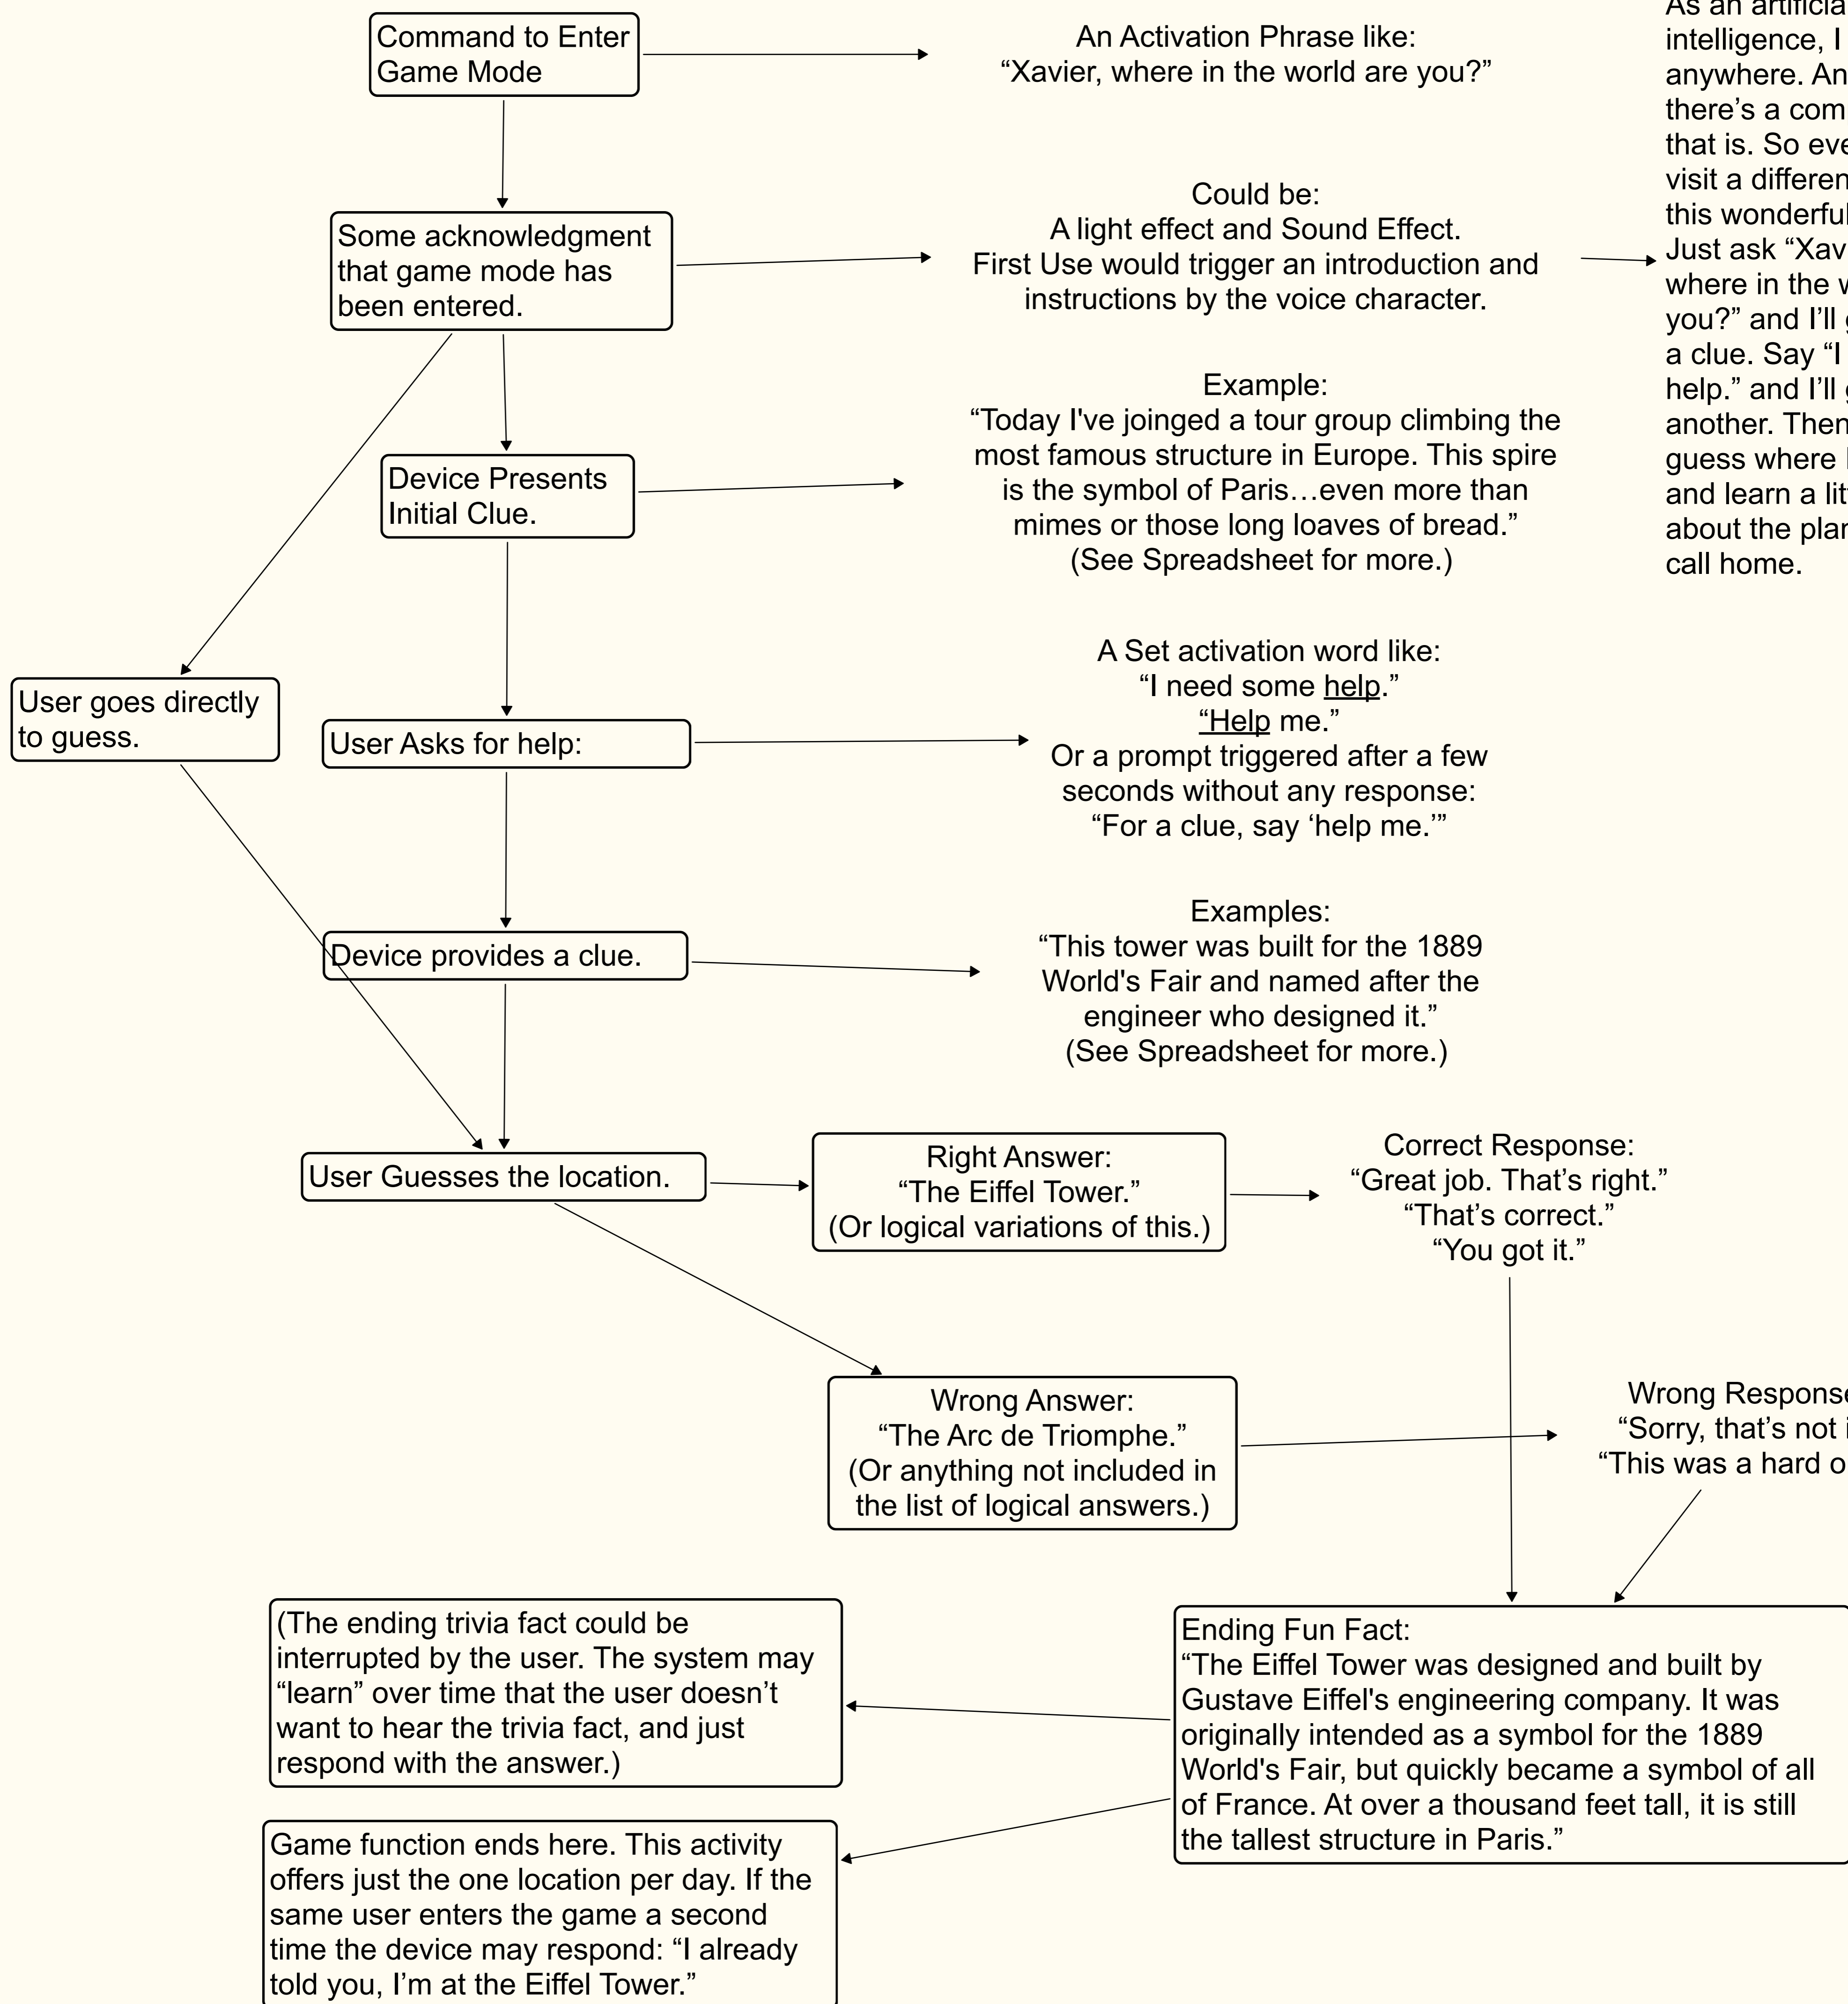 Command to Enter
Game Mode
An Activation Phrase like:
“Xavier, where in the world are you?”
As an artificia
intelligence, I
anywhere. An
there’s a com
that is. So eve
visit a differen
this wonderful
Just ask “Xav
where in the w
you?” and I’ll g
a clue. Say “I
help.” and I’ll g
another. Then
guess where I
and learn a lit
about the plan
call home.
Some acknowledgment
that game mode has
been entered.
Could be:
A light effect and Sound Effect.
First Use would trigger an introduction and
instructions by the voice character.
Device Presents
Initial Clue.
Example:
“Today I've joinged a tour group climbing the
most famous structure in Europe. This spire
is the symbol of Paris…even more than
mimes or those long loaves of bread.”
(See Spreadsheet for more.)
User goes directly
to guess.
User Asks for help:
A Set activation word like:
“I need some help.”
“Help me.”
Or a prompt triggered after a few
seconds without any response:
“For a clue, say ‘help me.’”
Device provides a clue.
Examples:
“This tower was built for the 1889
World's Fair and named after the
engineer who designed it.”
(See Spreadsheet for more.)
User Guesses the location.
Right Answer:
“The Eiffel Tower.”
(Or logical variations of this.)
Correct Response:
“Great job. That’s right.”
“That’s correct.”
“You got it.”
Wrong Answer:
“The Arc de Triomphe.”
(Or anything not included in
the list of logical answers.)
Wrong Response
“Sorry, that’s not i
“This was a hard o
(The ending trivia fact could be
interrupted by the user. The system may
“learn” over time that the user doesn’t
want to hear the trivia fact, and just
respond with the answer.)
Ending Fun Fact:
“The Eiffel Tower was designed and built by
Gustave Eiffel's engineering company. It was
originally intended as a symbol for the 1889
World's Fair, but quickly became a symbol of all
of France. At over a thousand feet tall, it is still
the tallest structure in Paris.”
Game function ends here. This activity
offers just the one location per day. If the
same user enters the game a second
time the device may respond: “I already
told you, I’m at the Eiffel Tower.”